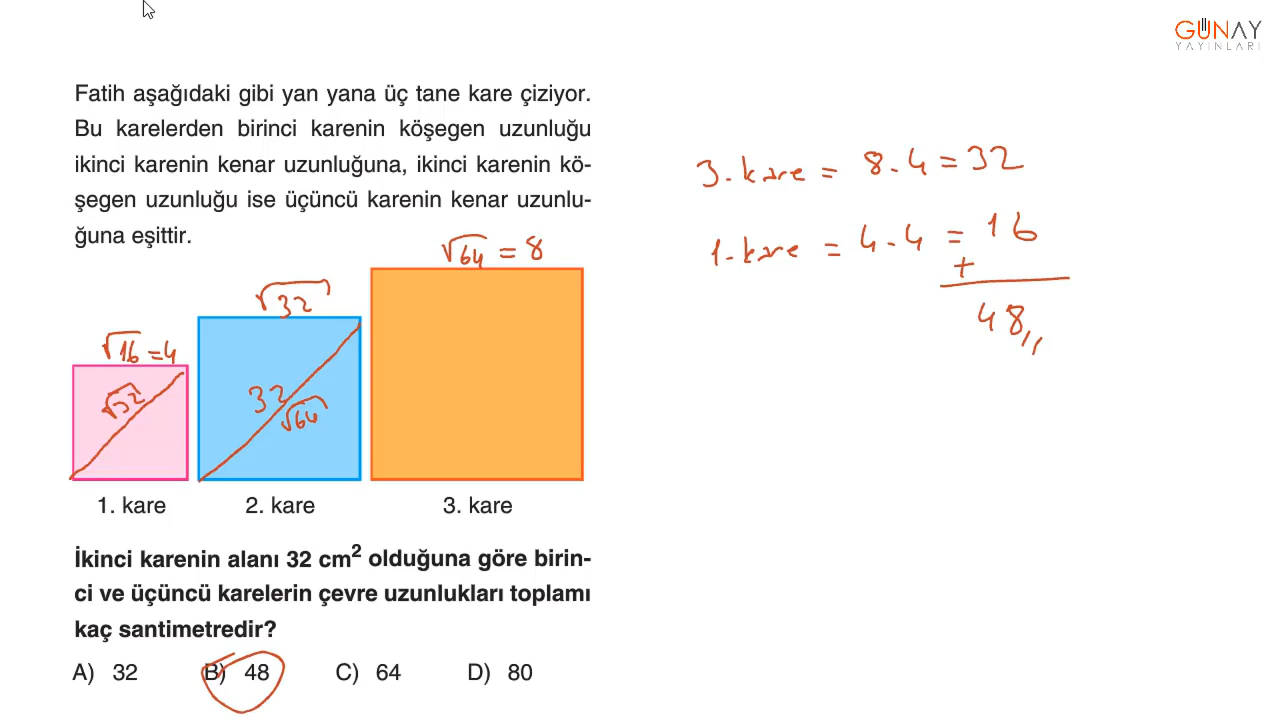 GÜNAY
YAYINLARI
Fatih aşağıdaki gibi yan yana üç tane kare çiziyor.
Bu karelerden birinci karenin köşegen uzunluğu
ikinci karenin kenar uzunluğuna, ikinci karenin kö-
şegen uzunluğu ise üçüncü karenin kenar uzunlu-
ğuna eşittir.
√64 = 8
√32
√16 = 4
√32
32
√64
1. kare
2. kare
3. kare
İkinci karenin alanı 32 cm² olduğuna göre birin-
ci ve üçüncü karelerin çevre uzunlukları toplamı
kaç santimetredir?
A) 32 B) 48 C) 64 D) 80
3. kare = 8 . 4 = 32
1. kare = 4 . 4 = 16
+
48,,